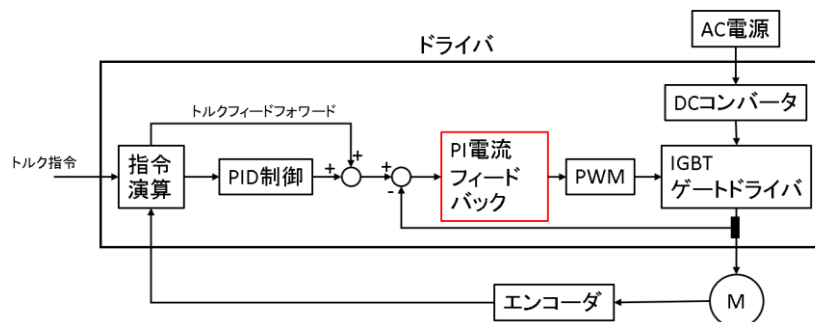 AC電源
ドライバ
DCコンバータ
トルクフィードフォワード
トルク指令
指令
演算
PID制御
+
+
+
-
PI電流
フィード
バック
PWM
IGBT
ゲートドライバ
エンコーダ
M